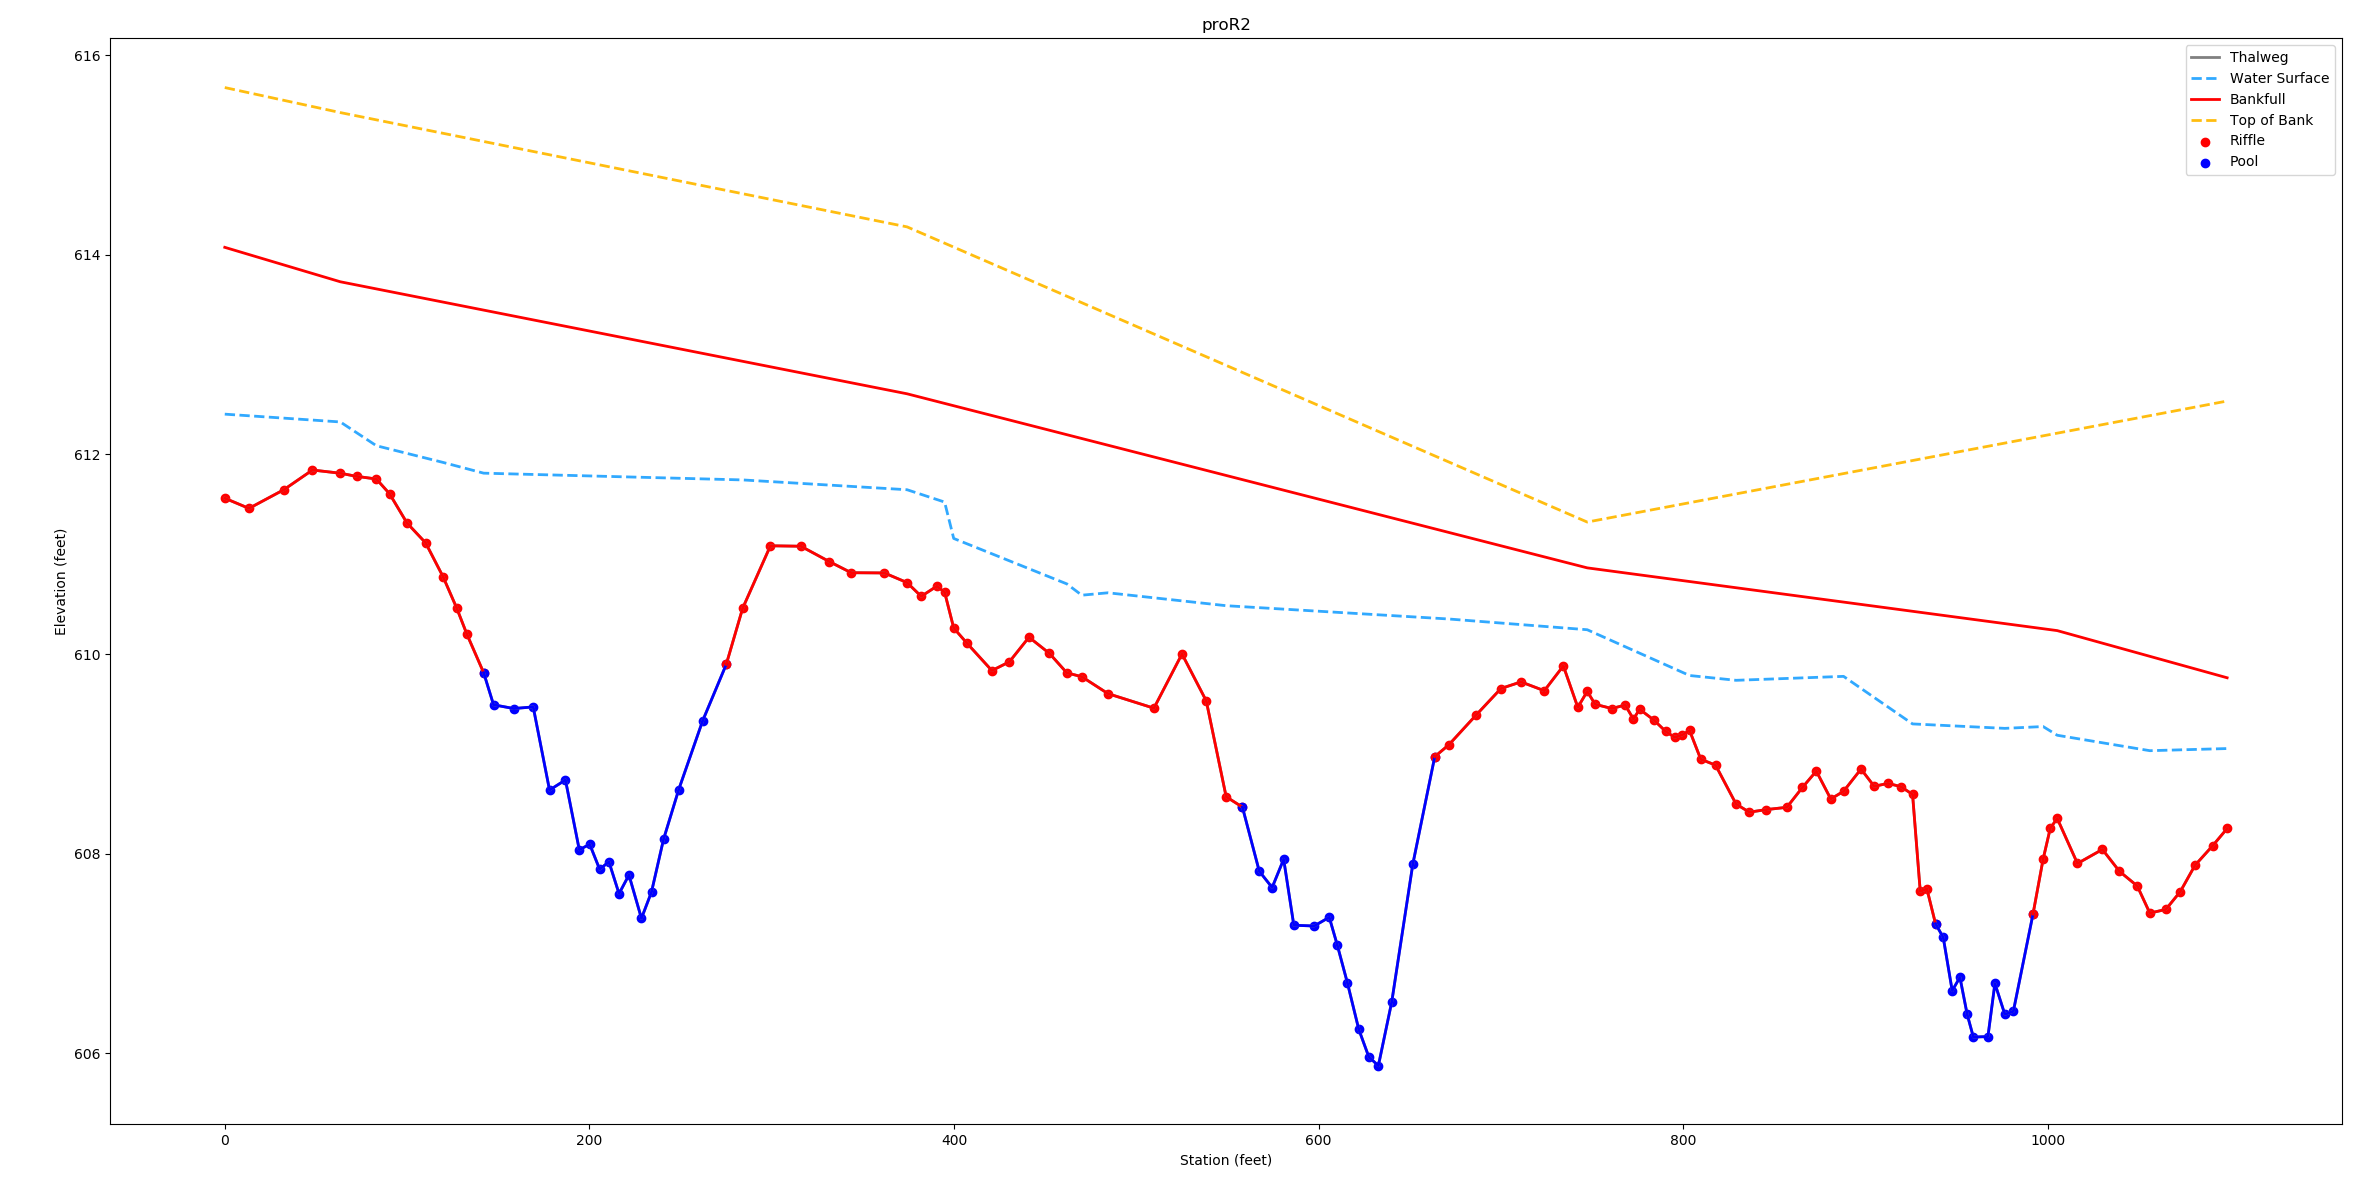 proR2
616
614
612
610
608
606
Elevation (feet)
0
200
400
600
800
1000
Station (feet)
Thalweg
Water Surface
Bankfull
Top of Bank
Riffle
Pool